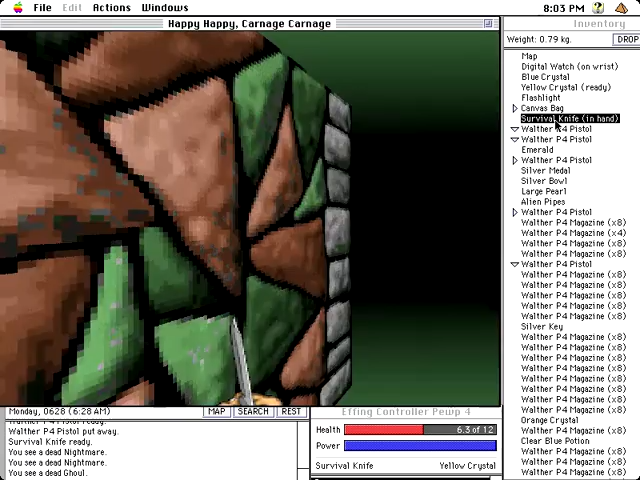 File Edit Actions Windows 8:03 PM
Happy Happy, Carnage Carnage
Inventory
Weight: 0.79 kg. DROP
Map
Digital Watch (on wrist)
Blue Crystal
Yellow Crystal (ready)
Flashlight
Canvas Bag
Survival Knife (in hand)
Walther P4 Pistol
Walther P4 Pistol
Emerald
Walther P4 Pistol
Silver Medal
Silver Bowl
Large Pearl
Alien Pipes
Walther P4 Pistol
Walther P4 Magazine (x8)
Walther P4 Magazine (x4)
Walther P4 Magazine (x8)
Walther P4 Magazine (x8)
Walther P4 Pistol
Walther P4 Magazine (x8)
Walther P4 Magazine (x8)
Walther P4 Magazine (x8)
Walther P4 Magazine (x8)
Walther P4 Magazine (x8)
Silver Key
Walther P4 Magazine (x8)
Walther P4 Magazine (x8)
Walther P4 Magazine (x8)
Walther P4 Magazine (x8)
Walther P4 Magazine (x8)
Walther P4 Magazine (x8)
Walther P4 Magazine (x8)
Walther P4 Magazine (x8)
Orange Crystal
Walther P4 Magazine (x8)
Clear Blue Potion
Walther P4 Magazine (x8)
Walther P4 Magazine (x8)
Walther P4 Magazine (x8)
Monday, 0628 (6:28 AM) MAP SEARCH REST
Walther P4 Pistol ready.
Walther P4 Pistol put away.
Survival Knife ready.
You see a dead Nightmare.
You see a dead Nightmare.
You see a dead Ghoul.
Effing Controller Pewp 4
Health 6.3 of 12
Power
Survival Knife Yellow Crystal